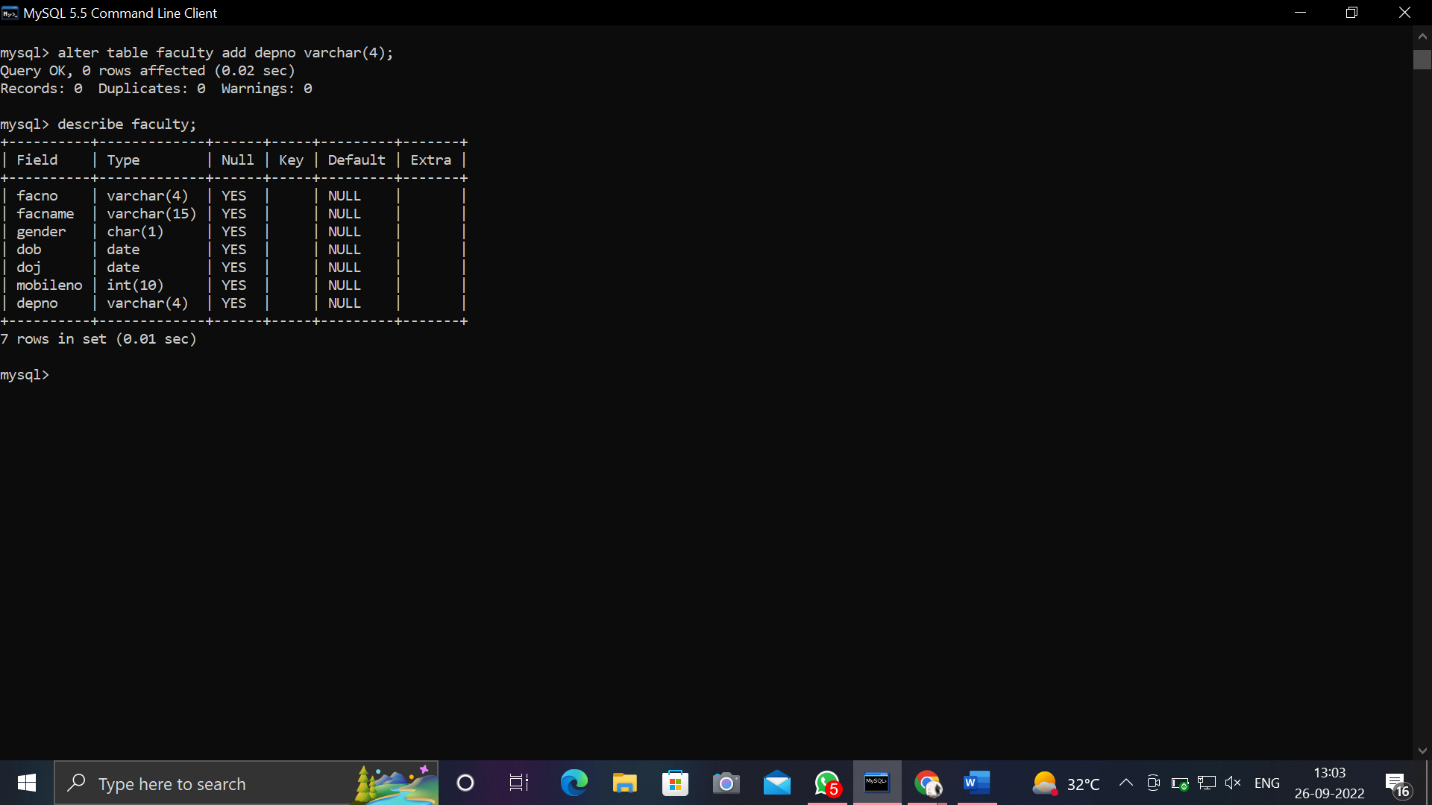 MySQL 5.5 Command Line Client
mysql> alter table faculty add depno varchar(4);
Query OK, 0 rows affected (0.02 sec)
Records: 0  Duplicates: 0  Warnings: 0
mysql> describe faculty;
+----------+-------------+------+-----+---------+-------+
| Field    | Type        | Null | Key | Default | Extra |
+----------+-------------+------+-----+---------+-------+
| facno    | varchar(4)  | YES  |     | NULL    |       |
| facname  | varchar(15) | YES  |     | NULL    |       |
| gender   | char(1)     | YES  |     | NULL    |       |
| dob      | date        | YES  |     | NULL    |       |
| doj      | date        | YES  |     | NULL    |       |
| mobileno | int(10)     | YES  |     | NULL    |       |
| depno    | varchar(4)  | YES  |     | NULL    |       |
+----------+-------------+------+-----+---------+-------+
7 rows in set (0.01 sec)
mysql>
Type here to search
5
32°C
ENG
13:03
26-09-2022
16